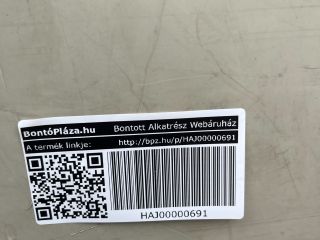 BontóPláza.hu Bontott Alkatrész Webáruház
A termék linkje: http://bpz.hu/p/HAJ00000691
HAJ00000691